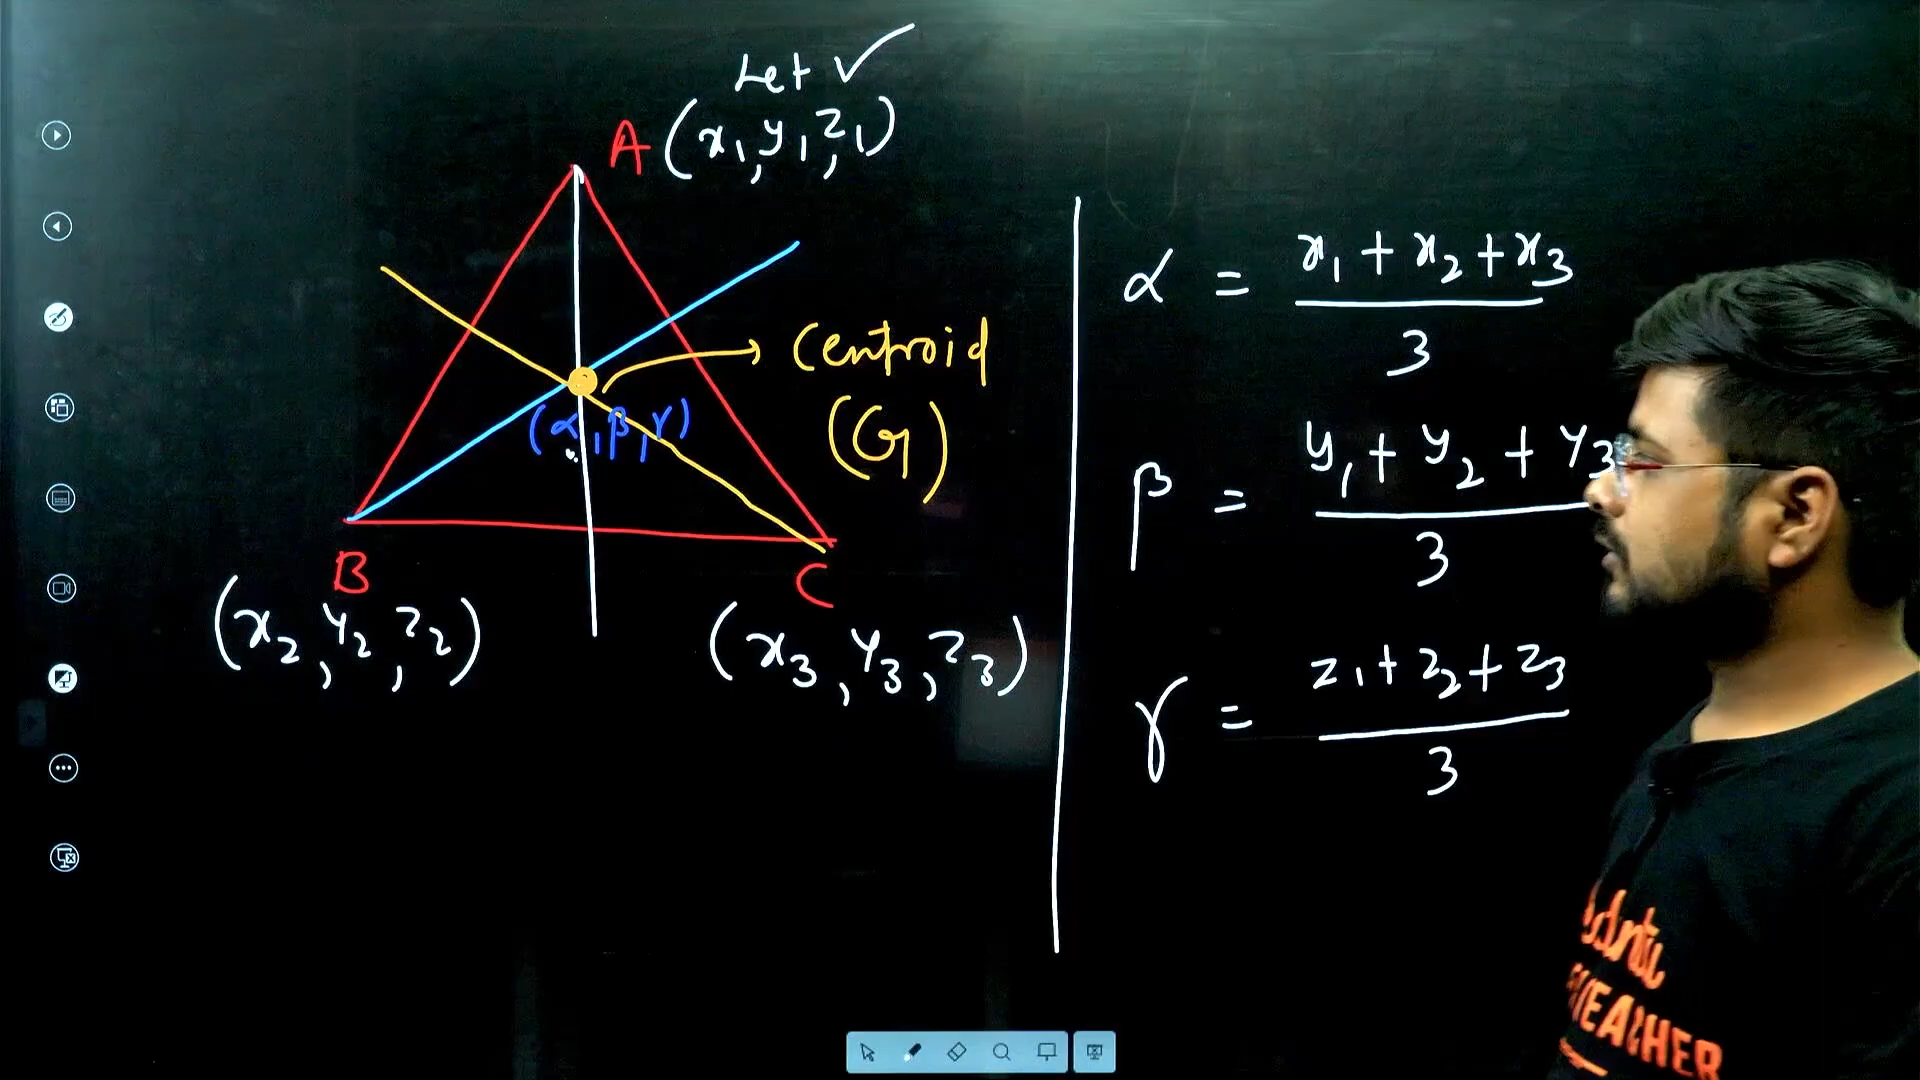 Let ✓
A (x₁, y₁, z₁)
Centroid
(G)
(α, β, γ)
B
C
(x₂, y₂, z₂)
(x₃, y₃, z₃)
α = x₁ + x₂ + x₃
3
β = y₁ + y₂ + y₃
3
γ = z₁ + z₂ + z₃
3